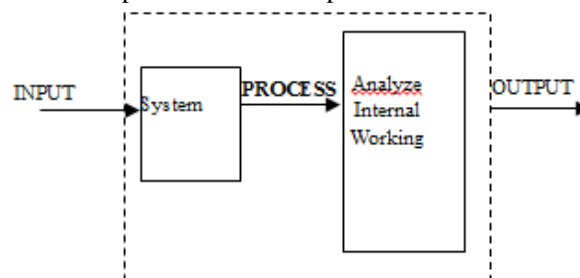 INPUT
System
PROCESS
Analyze
Internal
Working
OUTPUT